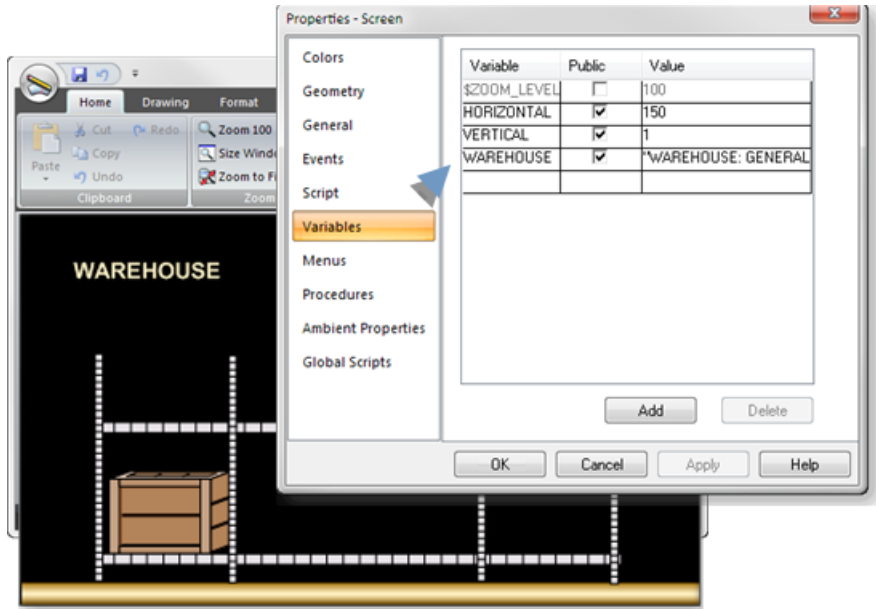 Properties - Screen
Colors
Geometry
General
Events
Script
Variables
Menus
Procedures
Ambient Properties
Global Scripts
Variable Public Value
$ZOOM_LEVEL 100
HORIZONTAL 150
VERTICAL 1
WAREHOUSE "WAREHOUSE: GENERAL
Add Delete
OK Cancel Apply Help
Home Drawing Format
Paste
Cut
Copy
Undo
Redo
Clipboard
Zoom 100
Size Windo
Zoom to Fi
Zoom
WAREHOUSE